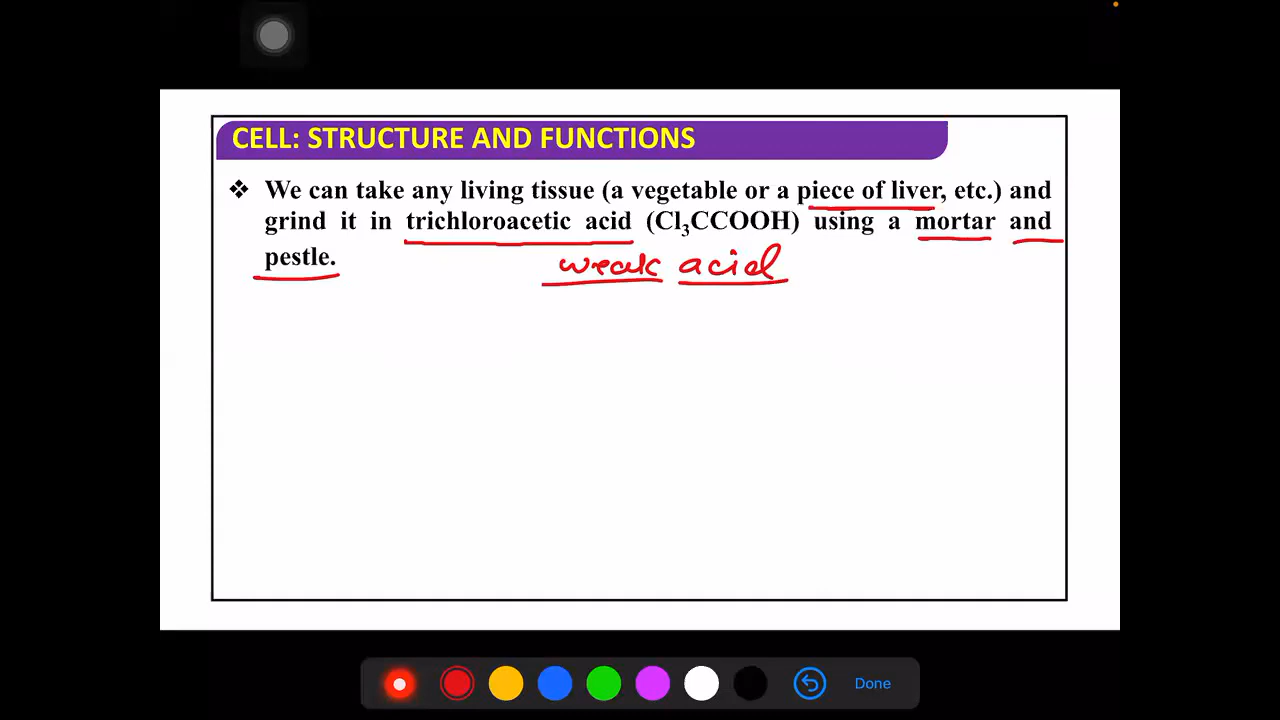 CELL: STRUCTURE AND FUNCTIONS
❖ We can take any living tissue (a vegetable or a piece of liver, etc.) and
grind it in trichloroacetic acid (Cl₃CCOOH) using a mortar and
pestle.
weak acid
Done